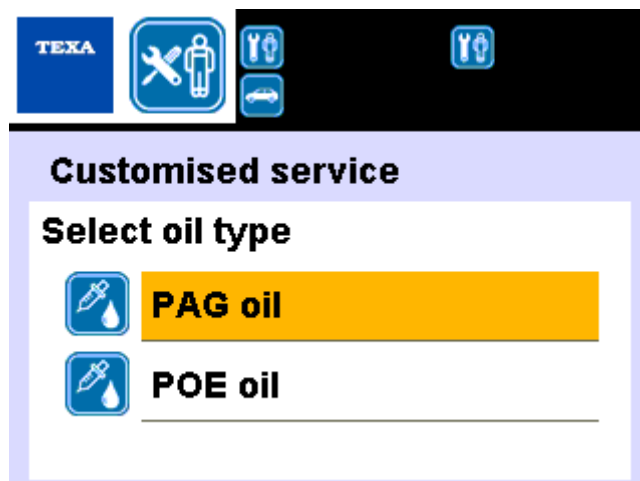 TEXA
Customised service
Select oil type
PAG oil
POE oil